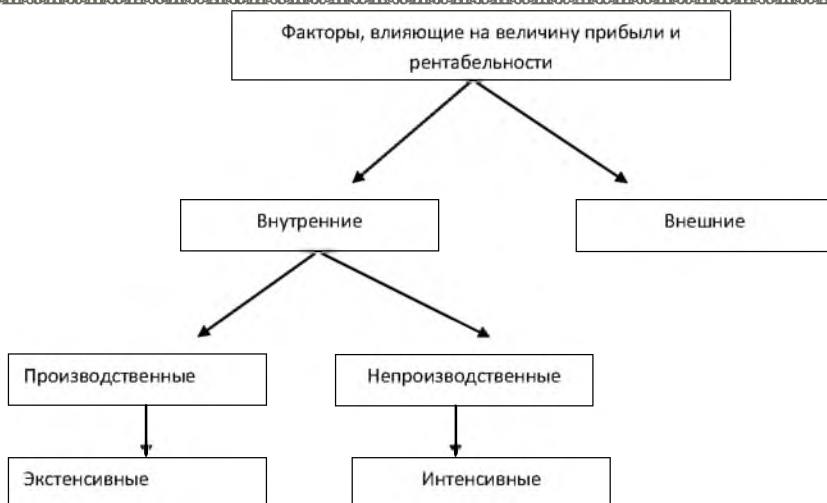 Факторы, влияющие на величину прибыли и
рентабельности
Внутренние
Внешние
Производственные
Непроизводственные
Экстенсивные
Интенсивные